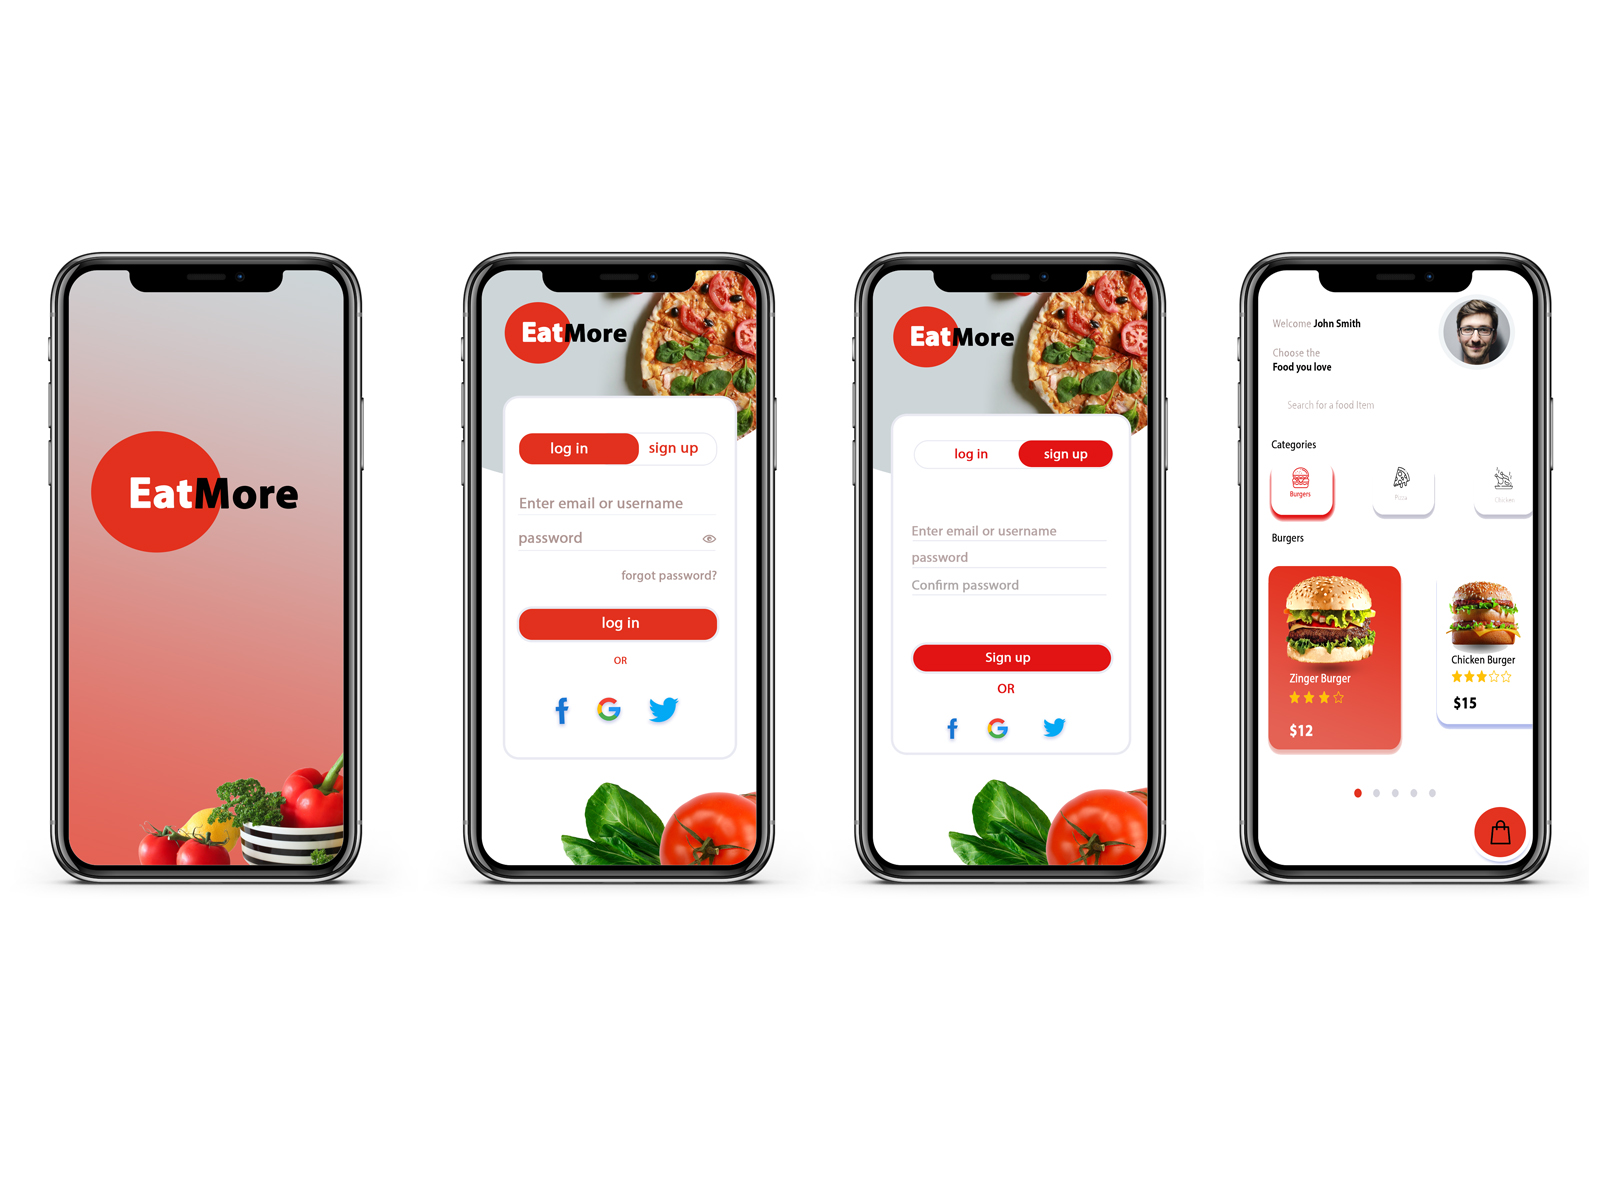 EatMore
EatMore
log in
sign up
Enter email or username
password
forgot password?
log in
OR
EatMore
log in
sign up
Enter email or username
password
Confirm password
Sign up
OR
Welcome John Smith
Choose the
Food you love
Search for a food Item
Categories
Burgers
Pizza
Chicken
Burgers
Zinger Burger
$12
Chicken Burger
$15